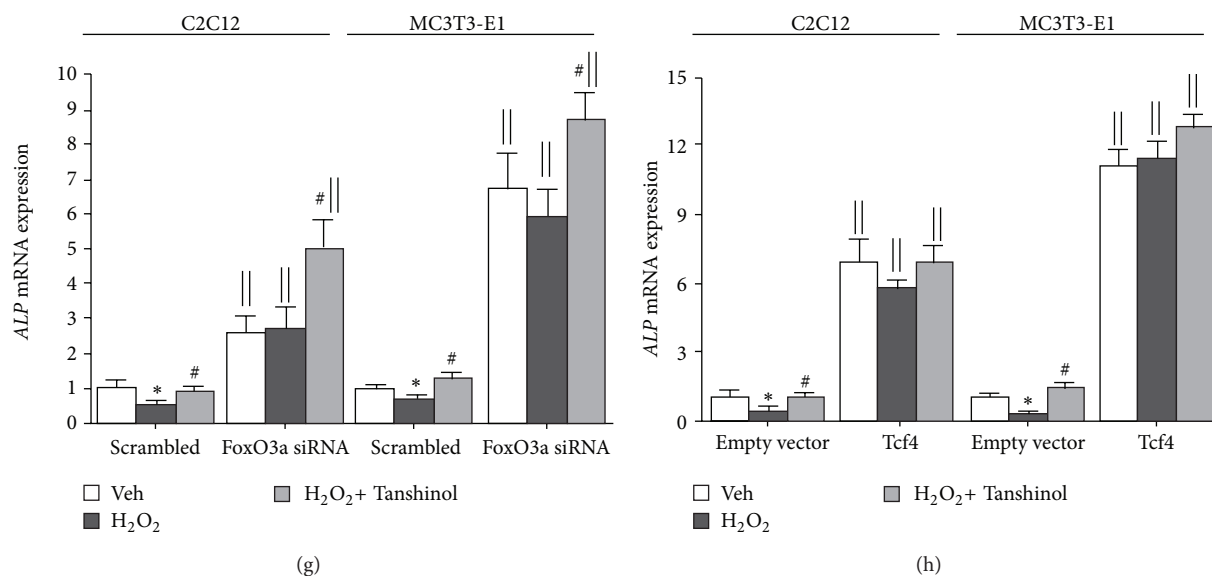 C2C12 MC3T3-E1
10
9
8
7
6
5
4
3
2
1
0
ALP mRNA expression
* # || || # || * # || || # ||
Scrambled FoxO3a siRNA Scrambled FoxO3a siRNA
Veh H₂O₂+ Tanshinol
H₂O₂
(g)
C2C12 MC3T3-E1
15
12
9
6
3
0
ALP mRNA expression
* # || || || * # || || ||
Empty vector Tcf4 Empty vector Tcf4
Veh H₂O₂+ Tanshinol
H₂O₂
(h)